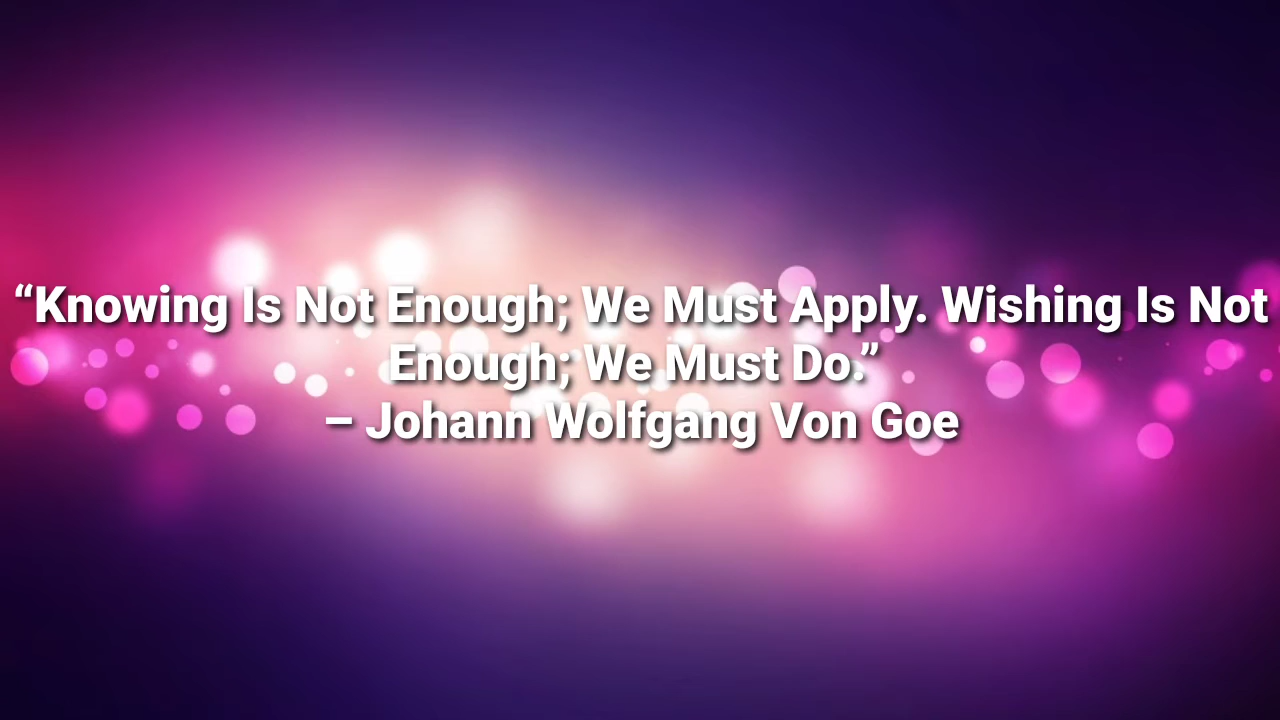 “Knowing Is Not Enough; We Must Apply. Wishing Is Not
Enough; We Must Do.”
– Johann Wolfgang Von Goe